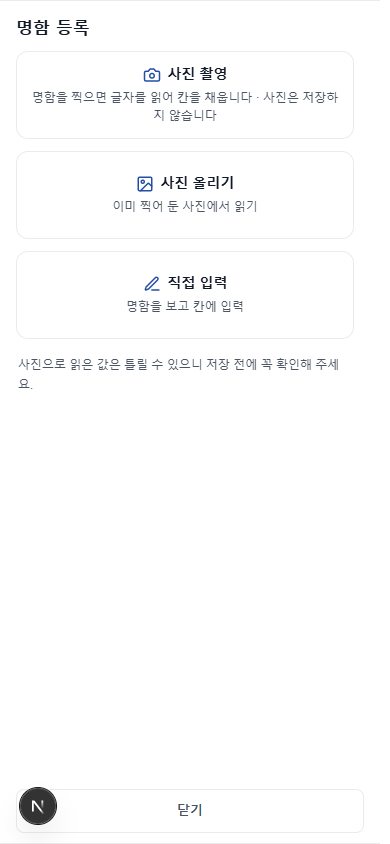 명함 등록
사진 촬영
명함을 찍으면 글자를 읽어 칸을 채웁니다 · 사진은 저장하
지 않습니다
사진 올리기
이미 찍어 둔 사진에서 읽기
직접 입력
명함을 보고 칸에 입력
사진으로 읽은 값은 틀릴 수 있으니 저장 전에 꼭 확인해 주세
요.
N
닫기